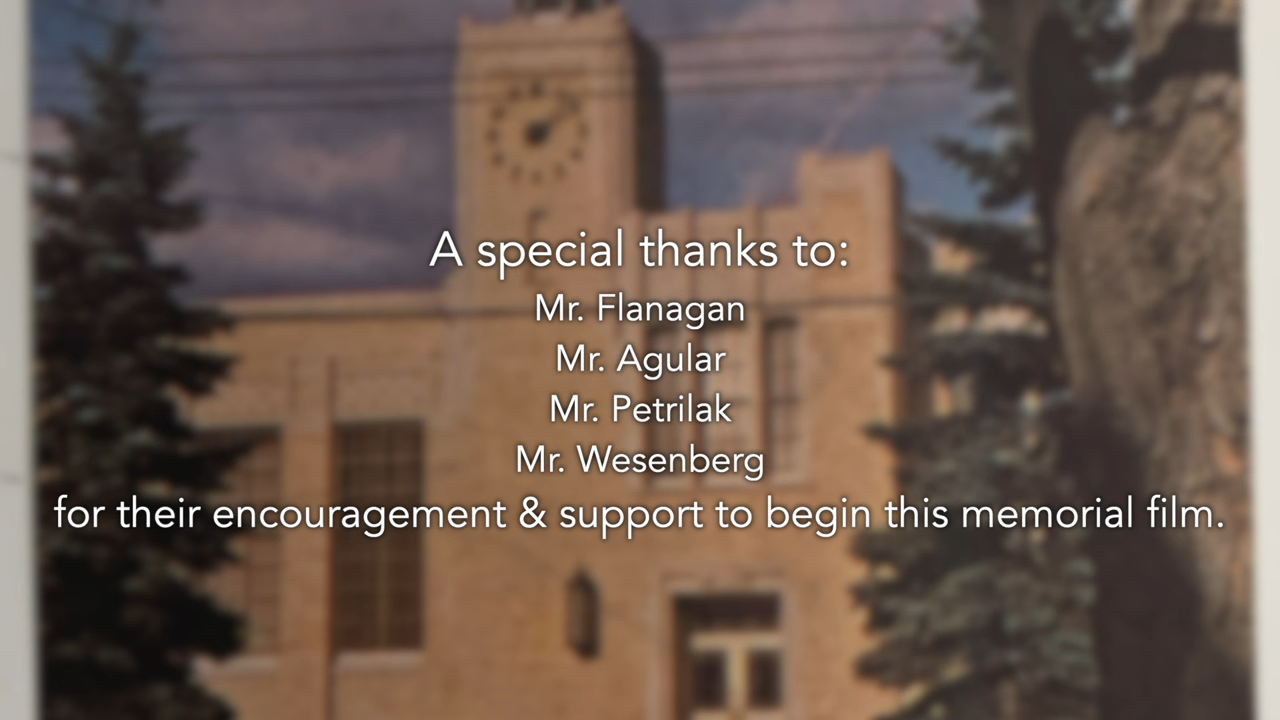 A special thanks to:
Mr. Flanagan
Mr. Agular
Mr. Petrilak
Mr. Wesenberg
for their encouragement & support to begin this memorial film.